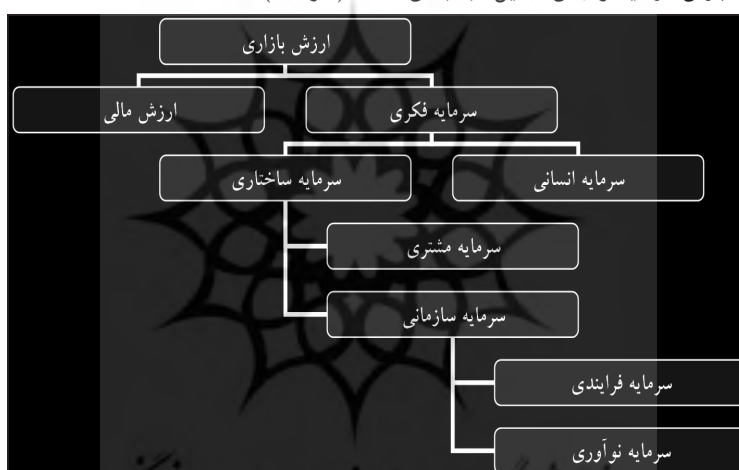 ارزش بازاری
سرمایه فکری
ارزش مالی
سرمایه انسانی
سرمایه ساختاری
سرمایه مشتری
سرمایه سازمانی
سرمایه فرایندی
سرمایه نوآوری